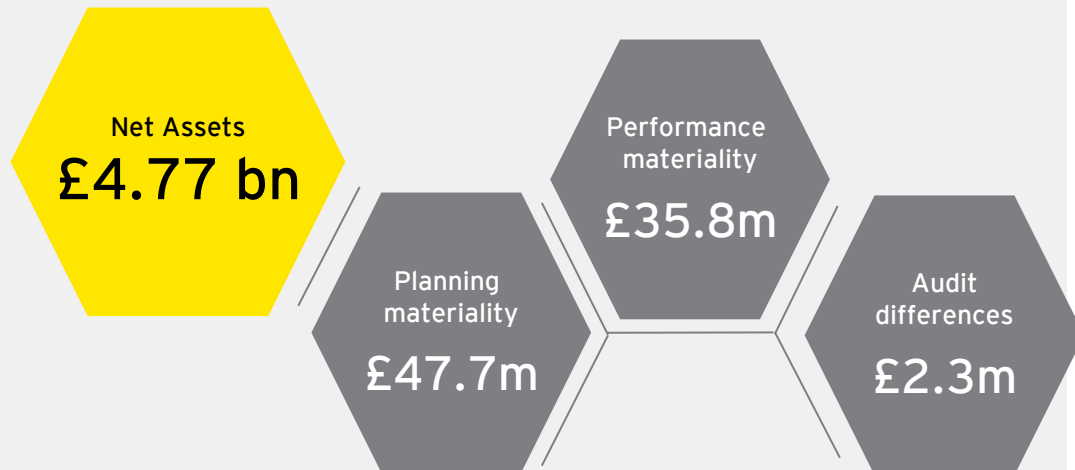 Net Assets
£4.77 bn
Planning
materiality
£47.7m
Performance
materiality
£35.8m
Audit
differences
£2.3m